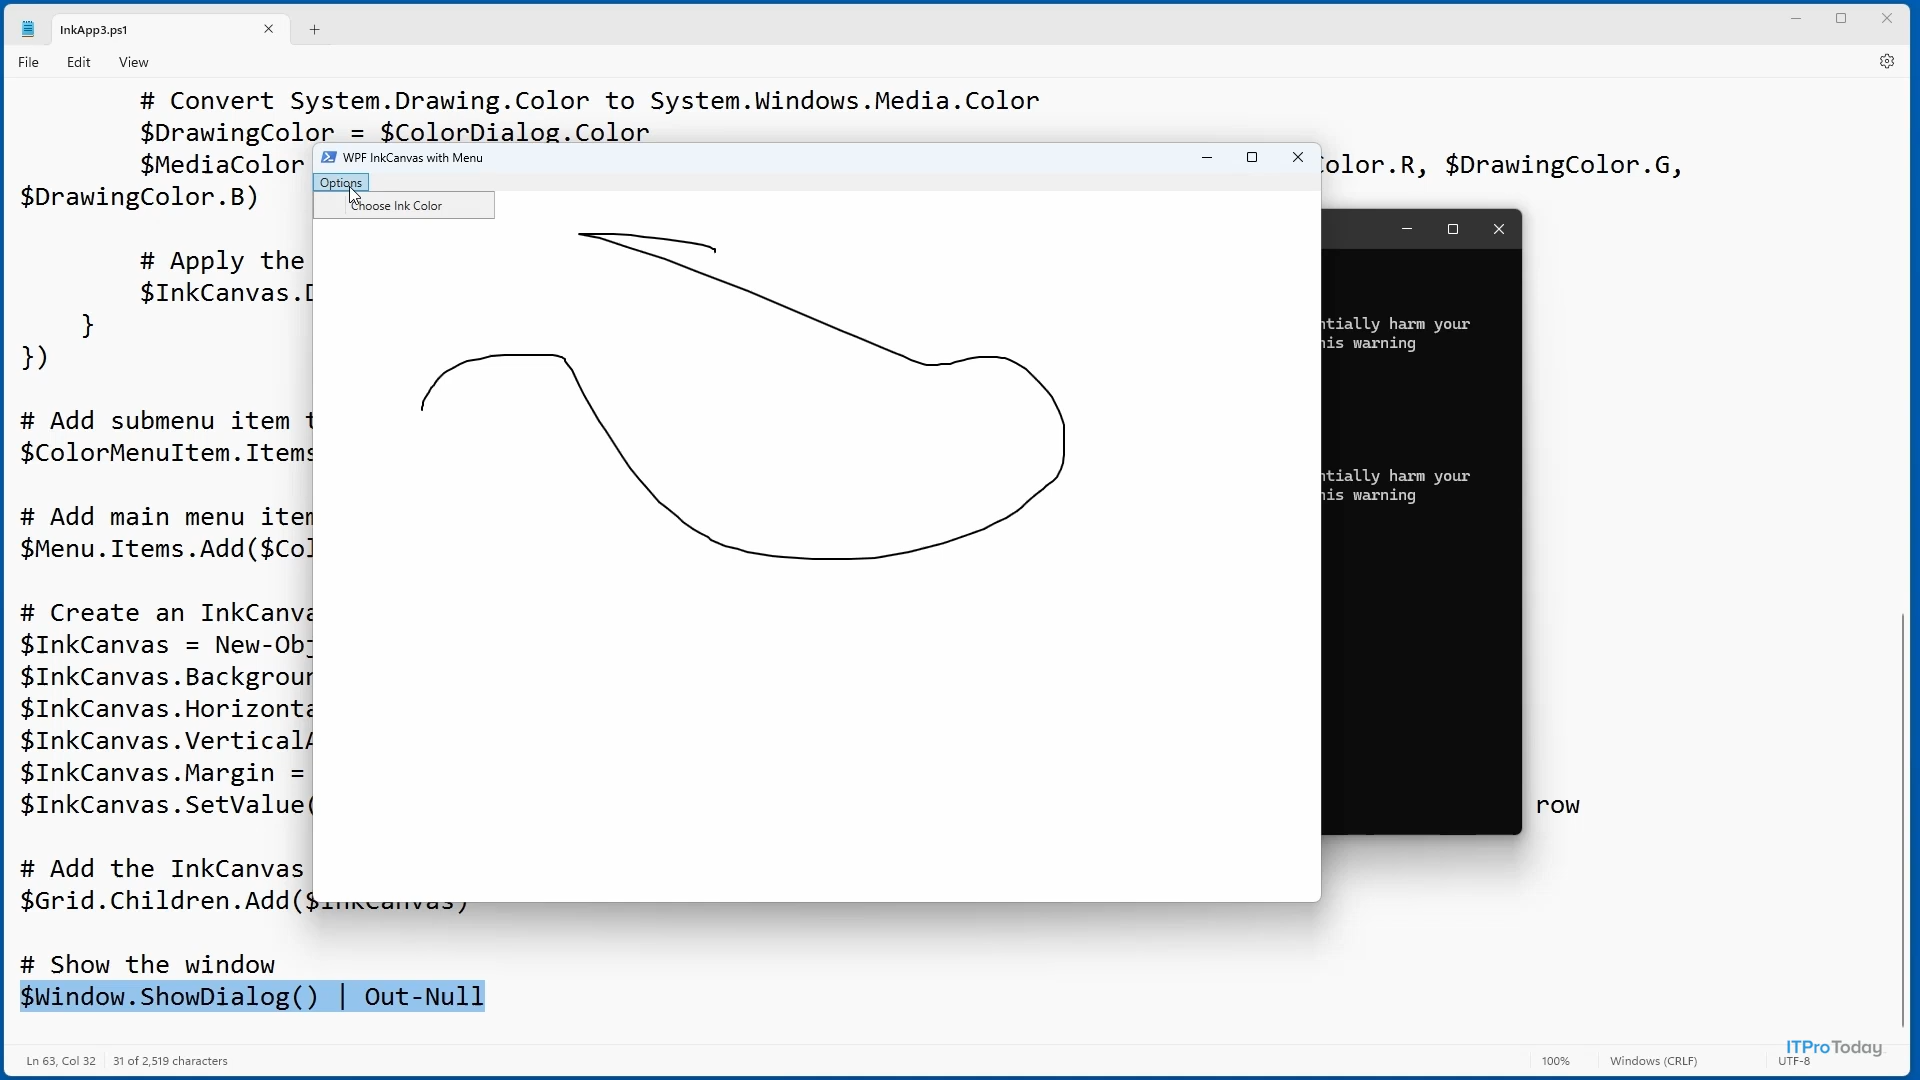 InkApp3.ps1
File Edit View
# Convert System.Drawing.Color to System.Windows.Media.Color
$DrawingColor = $ColorDialog.Color
$MediaColor
olor.R, $DrawingColor.G,
$DrawingColor.B)
WPF InkCanvas with Menu
Options
Choose Ink Color
# Apply the
$InkCanvas.D
}
})
ntially harm your
his warning
# Add submenu item t
$ColorMenuItem.Items
ntially harm your
his warning
# Add main menu item
$Menu.Items.Add($Col
# Create an InkCanva
$InkCanvas = New-Obj
$InkCanvas.Backgroun
$InkCanvas.Horizonta
$InkCanvas.VerticalA
$InkCanvas.Margin =
$InkCanvas.SetValue(
row
# Add the InkCanvas
$Grid.Children.Add($InkCanvas)
# Show the window
$Window.ShowDialog() | Out-Null
Ln 63, Col 32 31 of 2,519 characters 100% Windows (CRLF) UTF-8
ITProToday